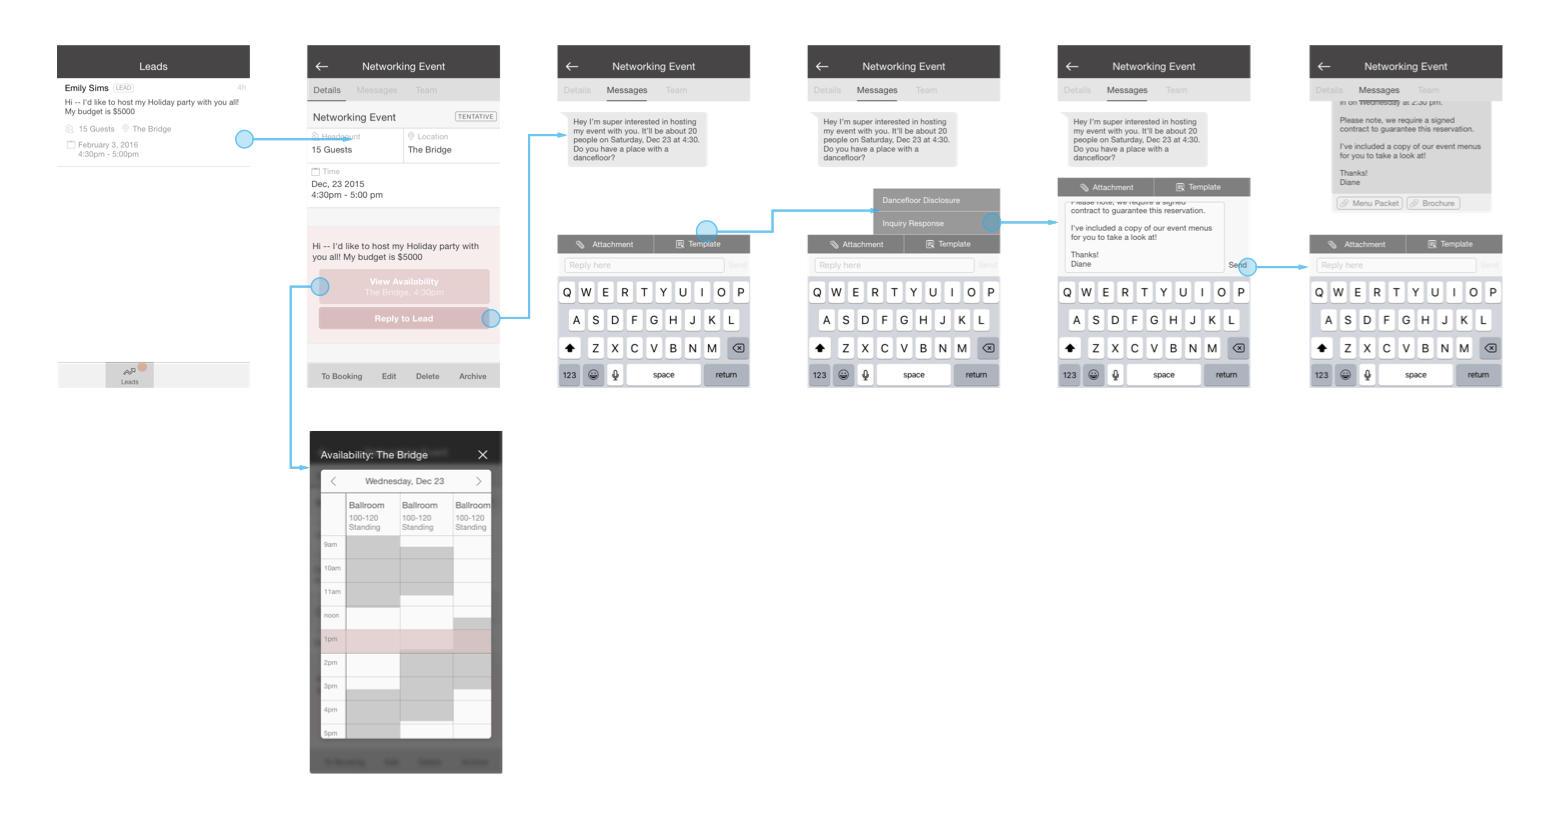 Leads
Emily Sims LEAD 4h
Hi -- I'd like to host my Holiday party with you all!
My budget is $5000
15 Guests The Bridge
February 3, 2016
4:30pm - 5:00pm
Leads
Networking Event
Details Messages Team
Networking Event TENTATIVE
Headcount Location
15 Guests The Bridge
Time
Dec, 23 2015
4:30pm - 5:00 pm
Hi -- I'd like to host my Holiday party with
you all! My budget is $5000
View Availability
The Bridge, 4:30pm
Reply to Lead
To Booking Edit Delete Archive
Networking Event
Details Messages Team
Hey I'm super interested in hosting
my event with you. It'll be about 20
people on Saturday, Dec 23 at 4:30.
Do you have a place with a
dancefloor?
Attachment Template
Reply here Send
Q W E R T Y U I O P
A S D F G H J K L
Z X C V B N M
123 space return
Networking Event
Details Messages Team
Hey I'm super interested in hosting
my event with you. It'll be about 20
people on Saturday, Dec 23 at 4:30.
Do you have a place with a
dancefloor?
Dancefloor Disclosure
Inquiry Response
Attachment Template
Reply here Send
Q W E R T Y U I O P
A S D F G H J K L
Z X C V B N M
123 space return
Networking Event
Details Messages Team
Hey I'm super interested in hosting
my event with you. It'll be about 20
people on Saturday, Dec 23 at 4:30.
Do you have a place with a
dancefloor?
Attachment Template
Please note, we require a signed
contract to guarantee this reservation.
I've included a copy of our event menus
for you to take a look at!
Thanks!
Diane
Send
Q W E R T Y U I O P
A S D F G H J K L
Z X C V B N M
123 space return
Networking Event
Details Messages Team
in on Wednesday at 2:30 pm.
Please note, we require a signed
contract to guarantee this reservation.
I've included a copy of our event menus
for you to take a look at!
Thanks!
Diane
Menu Packet Brochure
Attachment Template
Reply here Send
Q W E R T Y U I O P
A S D F G H J K L
Z X C V B N M
123 space return
Availability: The Bridge
Wednesday, Dec 23
Ballroom Ballroom Ballroom
100-120 100-120 100-120
Standing Standing Standing
9am
10am
11am
noon
1pm
2pm
3pm
4pm
5pm
To Booking Edit Delete Archive